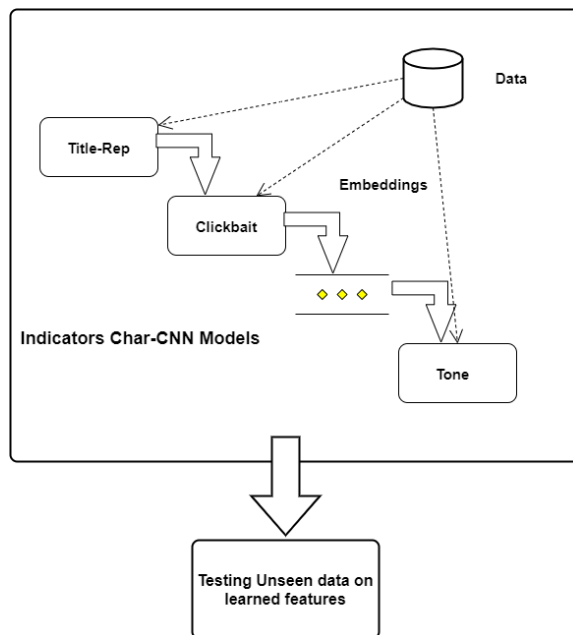 Data
Title-Rep
Embeddings
Clickbait
Indicators Char-CNN Models
Tone
Testing Unseen data on
learned features